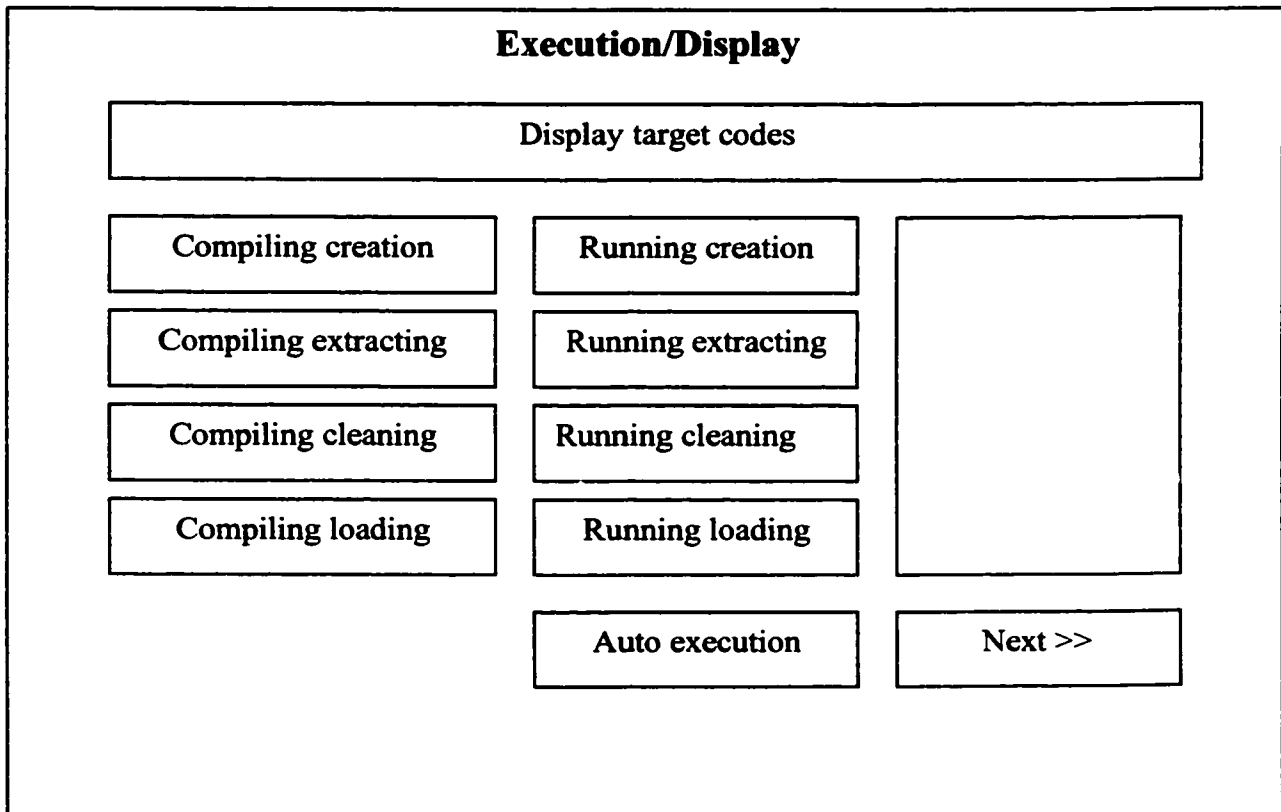 Execution/Display
Display target codes
Compiling creation
Running creation
Compiling extracting
Running extracting
Compiling cleaning
Running cleaning
Compiling loading
Running loading
Auto execution
Next >>